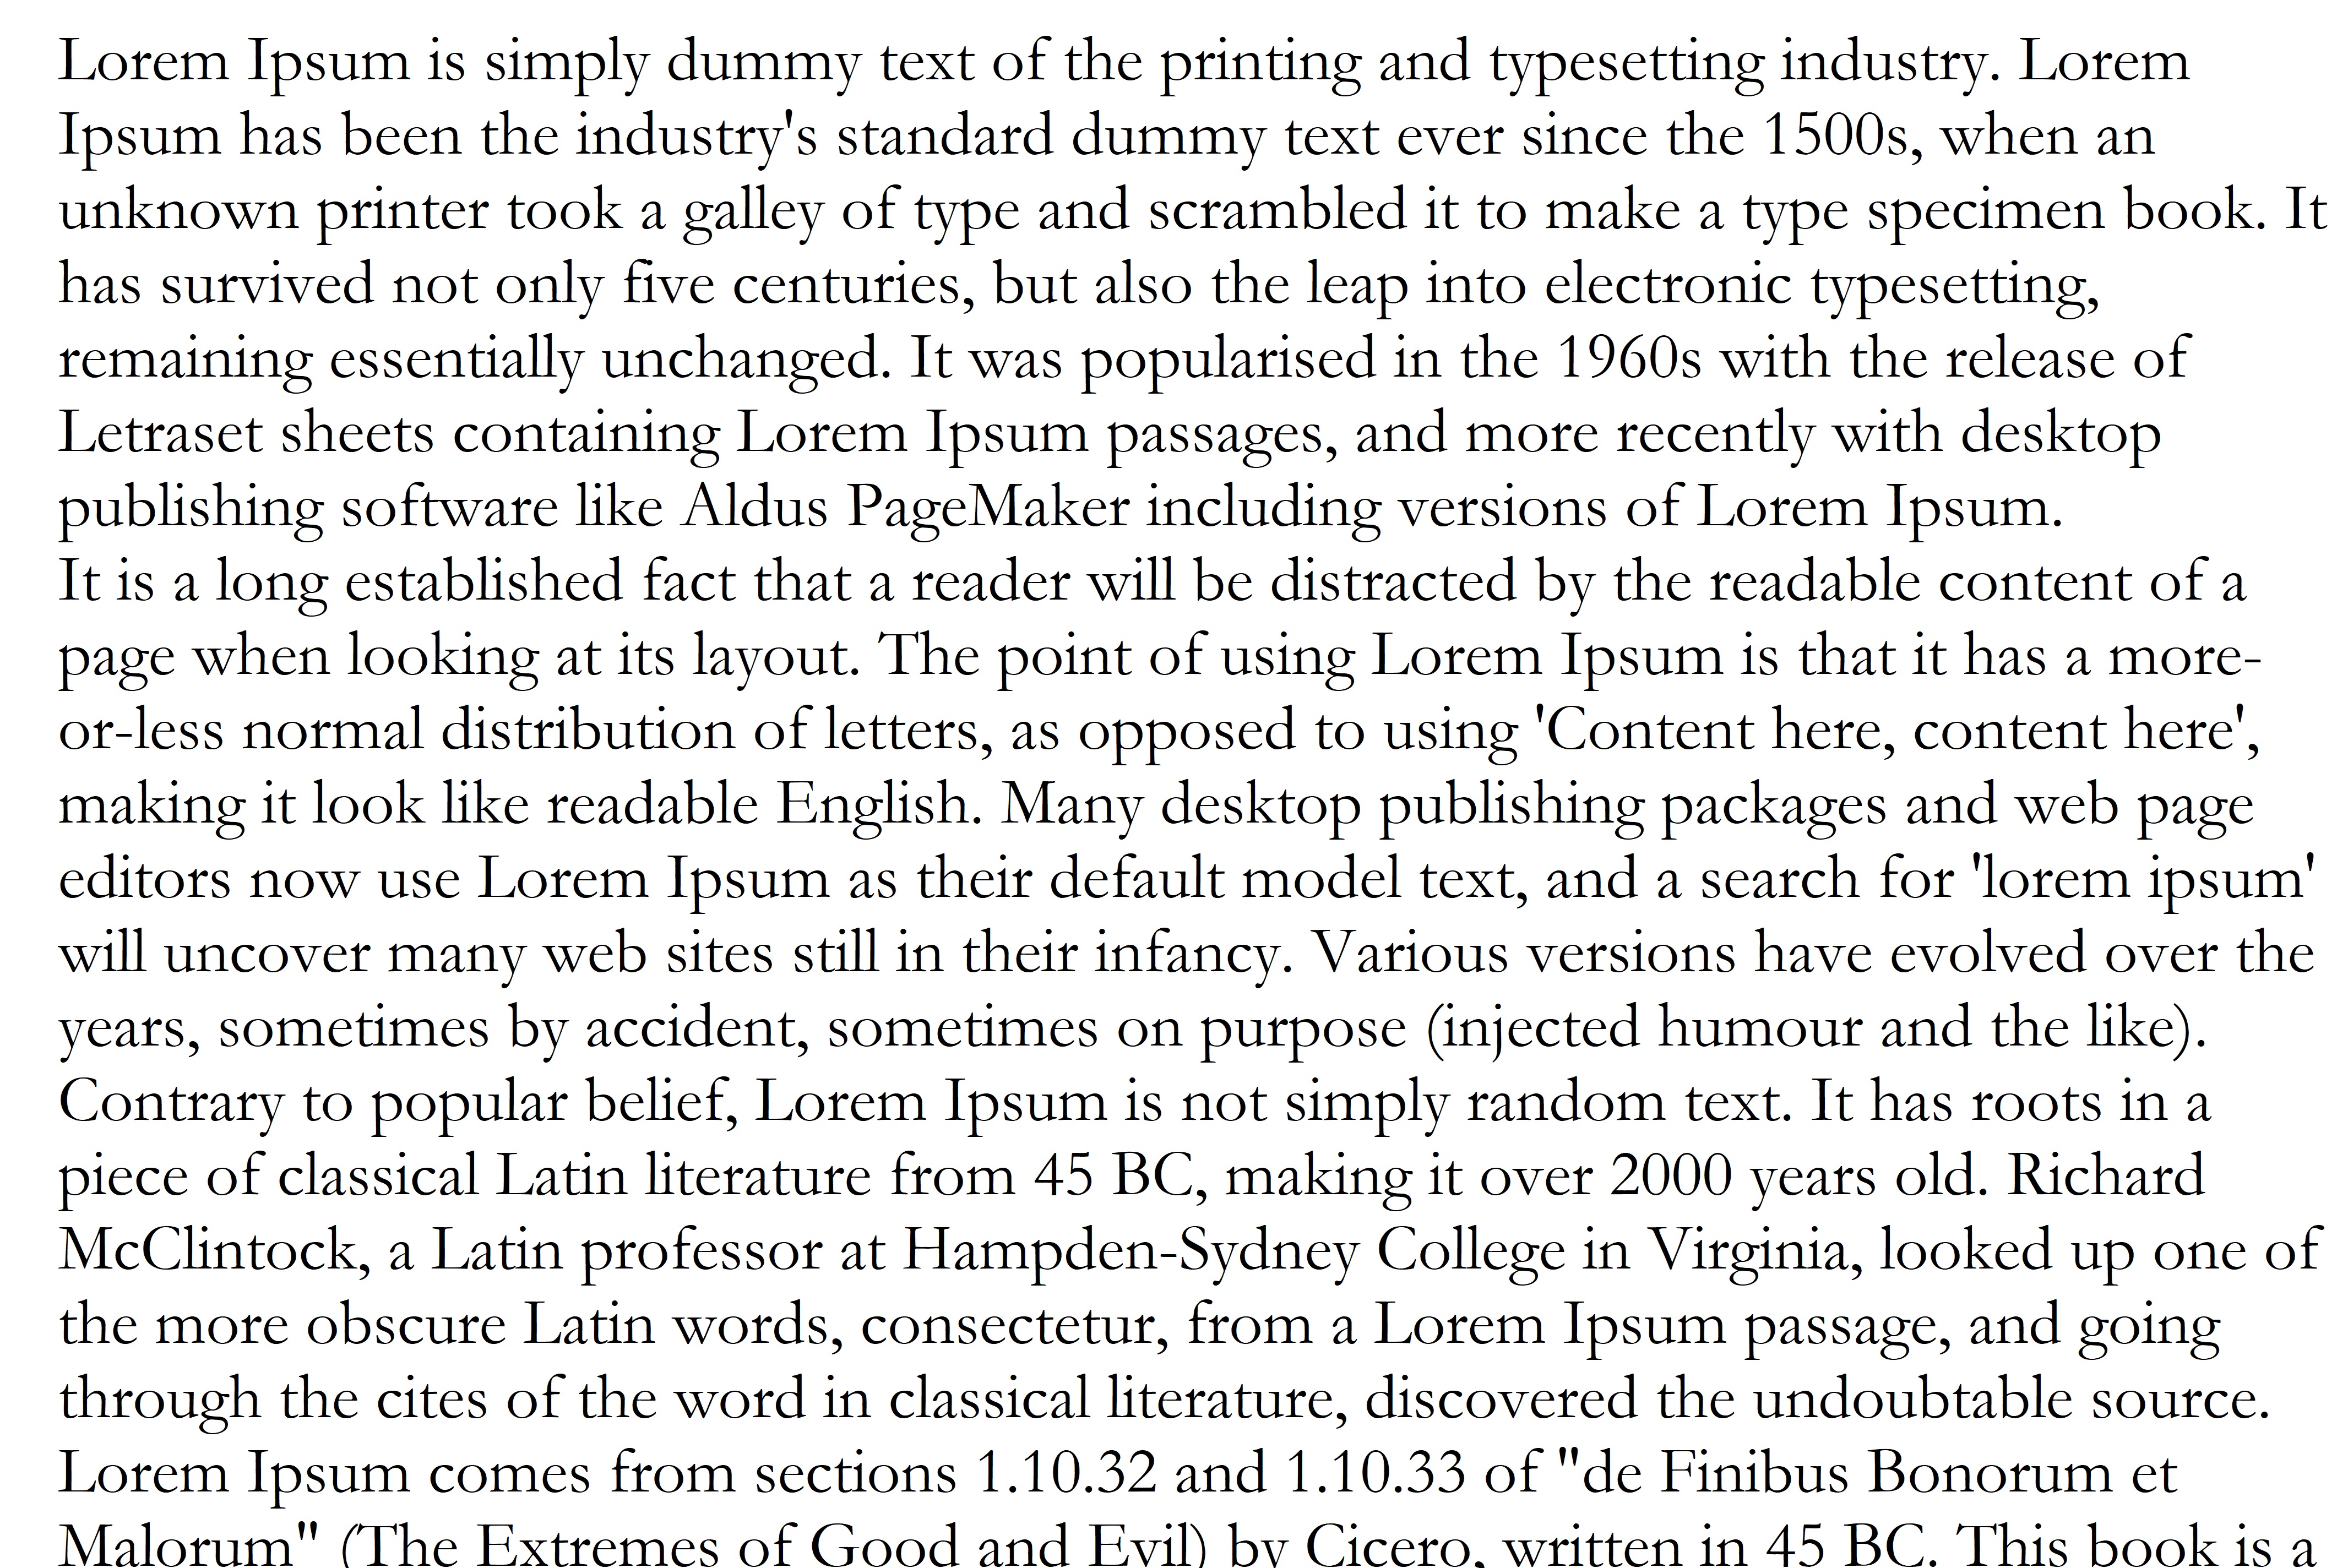 Lorem Ipsum is simply dummy text of the printing and typesetting industry. Lorem
Ipsum has been the industry's standard dummy text ever since the 1500s, when an
unknown printer took a galley of type and scrambled it to make a type specimen book. It
has survived not only five centuries, but also the leap into electronic typesetting,
remaining essentially unchanged. It was popularised in the 1960s with the release of
Letraset sheets containing Lorem Ipsum passages, and more recently with desktop
publishing software like Aldus PageMaker including versions of Lorem Ipsum.
It is a long established fact that a reader will be distracted by the readable content of a
page when looking at its layout. The point of using Lorem Ipsum is that it has a more-
or-less normal distribution of letters, as opposed to using 'Content here, content here',
making it look like readable English. Many desktop publishing packages and web page
editors now use Lorem Ipsum as their default model text, and a search for 'lorem ipsum'
will uncover many web sites still in their infancy. Various versions have evolved over the
years, sometimes by accident, sometimes on purpose (injected humour and the like).
Contrary to popular belief, Lorem Ipsum is not simply random text. It has roots in a
piece of classical Latin literature from 45 BC, making it over 2000 years old. Richard
McClintock, a Latin professor at Hampden-Sydney College in Virginia, looked up one of
the more obscure Latin words, consectetur, from a Lorem Ipsum passage, and going
through the cites of the word in classical literature, discovered the undoubtable source.
Lorem Ipsum comes from sections 1.10.32 and 1.10.33 of "de Finibus Bonorum et
Malorum" (The Extremes of Good and Evil) by Cicero, written in 45 BC. This book is a